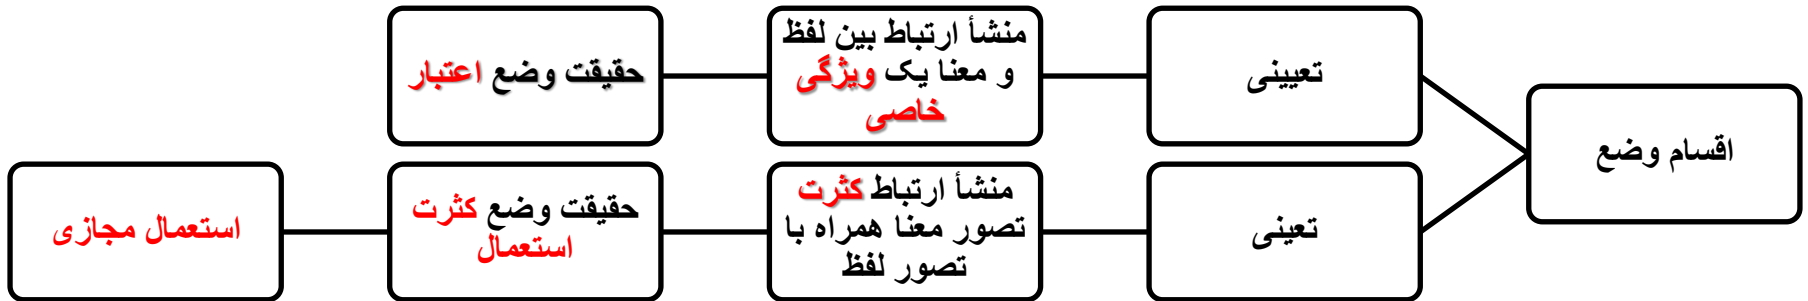 اقسام وضع
تعیینی
منشأ ارتباط بین لفظ
و معنا یک ویژگی
خاصی
حقیقت وضع اعتبار
تعینی
منشأ ارتباط کثرت
تصور معنا همراه با
تصور لفظ
حقیقت وضع کثرت
استعمال
استعمال مجازی